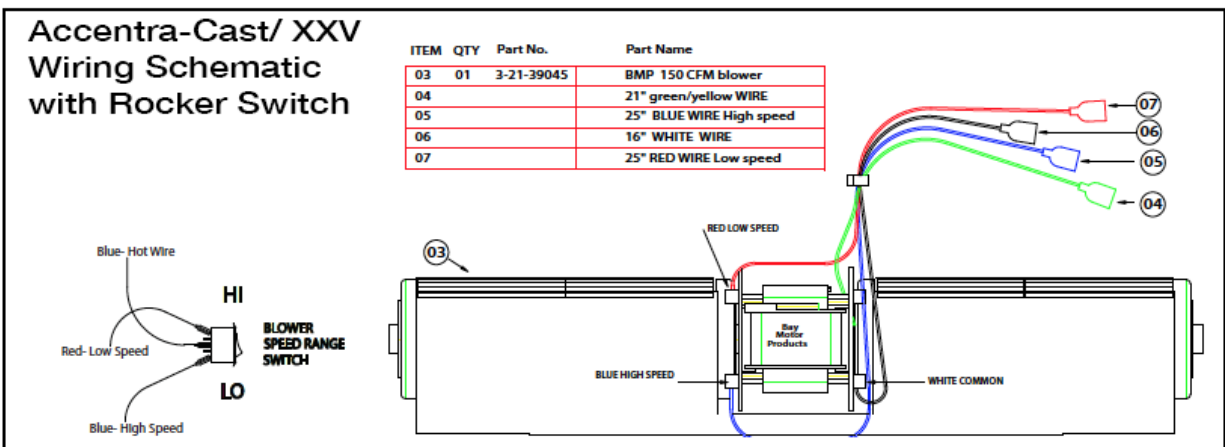 Accentra-Cast/ XXV
Wiring Schematic
with Rocker Switch
ITEM QTY Part No. Part Name
03 01 3-21-39045 BMP 150 CFM blower
04 21" green/yellow WIRE
05 25" BLUE WIRE High speed
06 16" WHITE WIRE
07 25" RED WIRE Low speed
07
06
05
04
RED LOW SPEED
03
Blue- Hot Wire
HI
BLOWER
SPEED RANGE
SWITCH
Red- Low Speed
LO
Blue- High Speed
Bay
Motor
Products
BLUE HIGH SPEED
WHITE COMMON